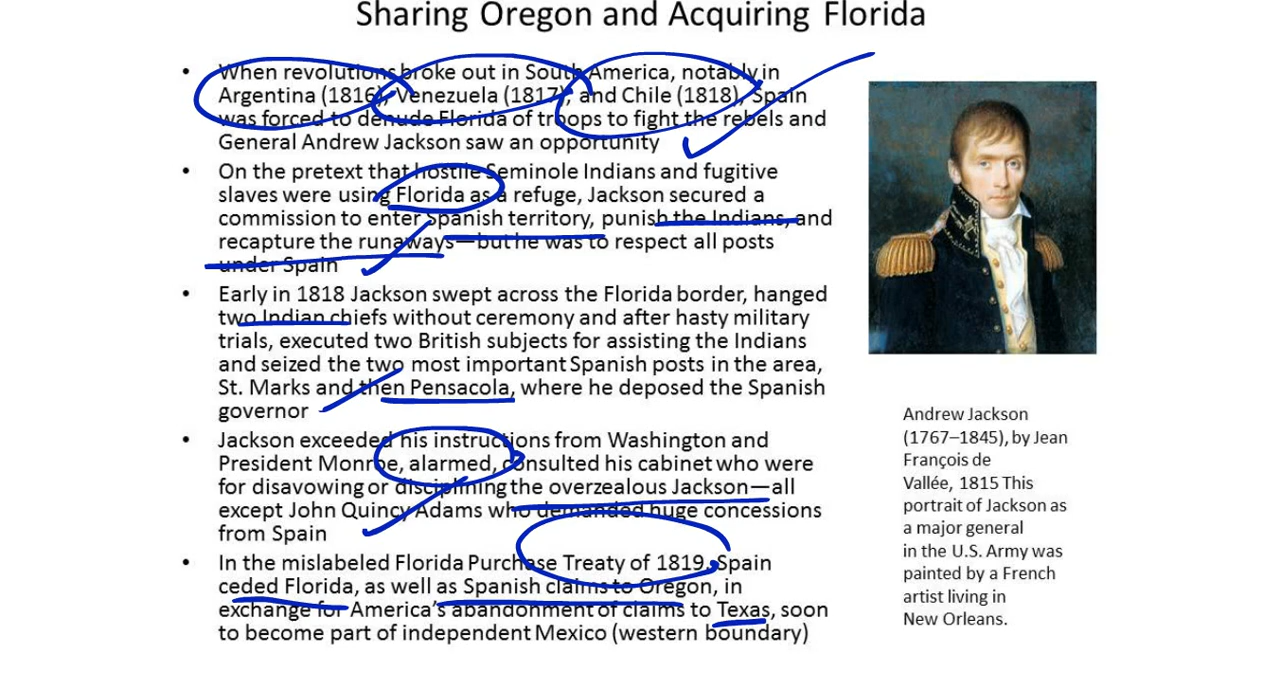 Sharing Oregon and Acquiring Florida
• When revolutions broke out in South America, notably in
Argentina (1816), Venezuela (1817), and Chile (1818), Spain
was forced to denude Florida of troops to fight the rebels and
General Andrew Jackson saw an opportunity
• On the pretext that hostile Seminole Indians and fugitive
slaves were using Florida as a refuge, Jackson secured a
commission to enter Spanish territory, punish the Indians, and
recapture the runaways—but he was to respect all posts
under Spain
• Early in 1818 Jackson swept across the Florida border, hanged
two Indian chiefs without ceremony and after hasty military
trials, executed two British subjects for assisting the Indians
and seized the two most important Spanish posts in the area,
St. Marks and then Pensacola, where he deposed the Spanish
governor
• Jackson exceeded his instructions from Washington and
President Monroe, alarmed, consulted his cabinet who were
for disavowing or disciplining the overzealous Jackson—all
except John Quincy Adams who demanded huge concessions
from Spain
• In the mislabeled Florida Purchase Treaty of 1819, Spain
ceded Florida, as well as Spanish claims to Oregon, in
exchange for America's abandonment of claims to Texas, soon
to become part of independent Mexico (western boundary)
Andrew Jackson
(1767–1845), by Jean
François de
Vallée, 1815 This
portrait of Jackson as
a major general
in the U.S. Army was
painted by a French
artist living in
New Orleans.